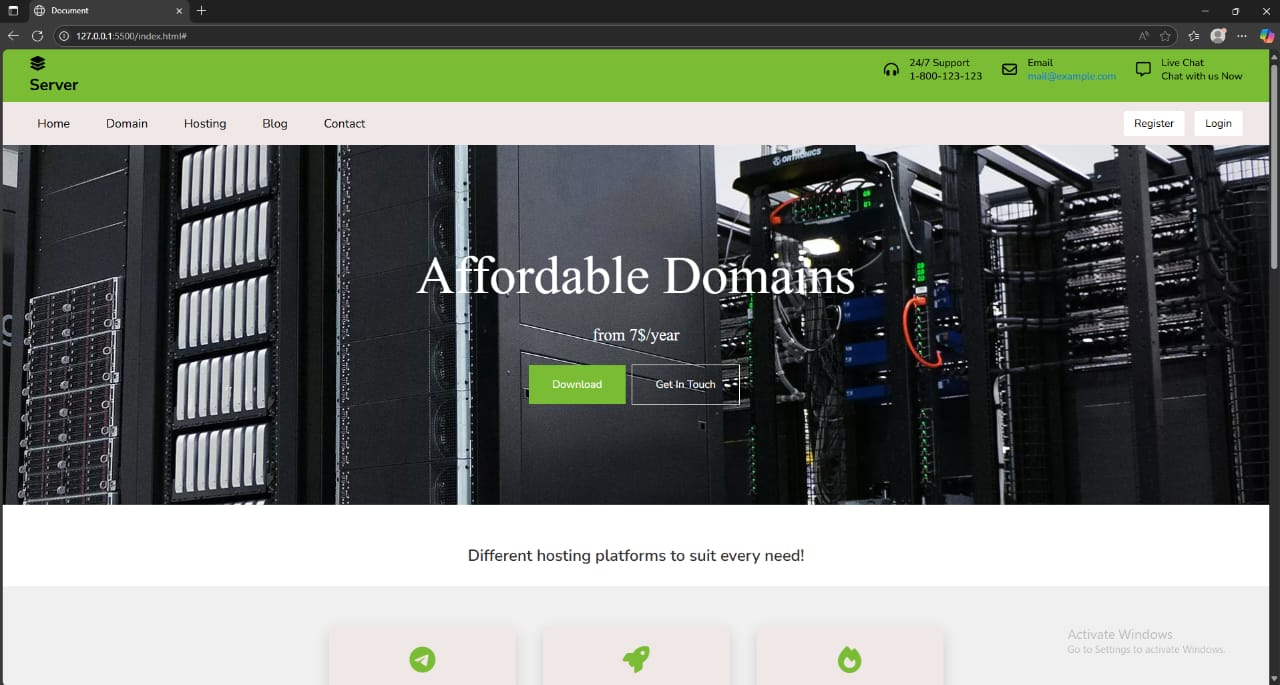 Document
127.0.0.1:5500/index.html#
Server
24/7 Support
1-800-123-123
Email
mail@example.com
Live Chat
Chat with us Now
Home Domain Hosting Blog Contact
Register Login
ORTRONICS
Affordable Domains
from 7$/year
Download Get In Touch
Different hosting platforms to suit every need!
Activate Windows
Go to Settings to activate Windows.